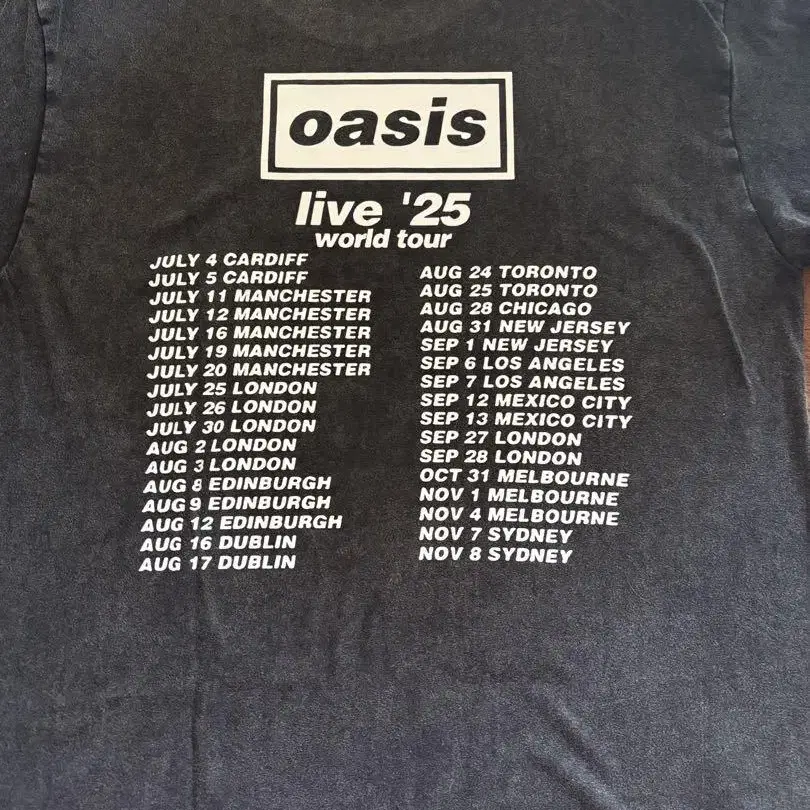 oasis
live '25
world tour
JULY 4 CARDIFF
JULY 5 CARDIFF
JULY 11 MANCHESTER
JULY 12 MANCHESTER
JULY 16 MANCHESTER
JULY 19 MANCHESTER
JULY 20 MANCHESTER
JULY 25 LONDON
JULY 26 LONDON
JULY 30 LONDON
AUG 2 LONDON
AUG 3 LONDON
AUG 8 EDINBURGH
AUG 9 EDINBURGH
AUG 12 EDINBURGH
AUG 16 DUBLIN
AUG 17 DUBLIN
AUG 24 TORONTO
AUG 25 TORONTO
AUG 28 CHICAGO
AUG 31 NEW JERSEY
SEP 1 NEW JERSEY
SEP 6 LOS ANGELES
SEP 7 LOS ANGELES
SEP 12 MEXICO CITY
SEP 13 MEXICO CITY
SEP 27 LONDON
SEP 28 LONDON
OCT 31 MELBOURNE
NOV 1 MELBOURNE
NOV 4 MELBOURNE
NOV 7 SYDNEY
NOV 8 SYDNEY